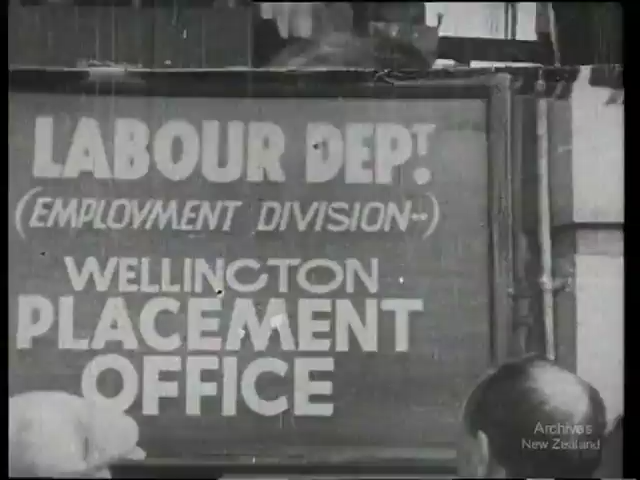 LABOUR DEPT.
(EMPLOYMENT DIVISION--)
WELLINGTON
PLACEMENT
OFFICE
Archives
New Zealand